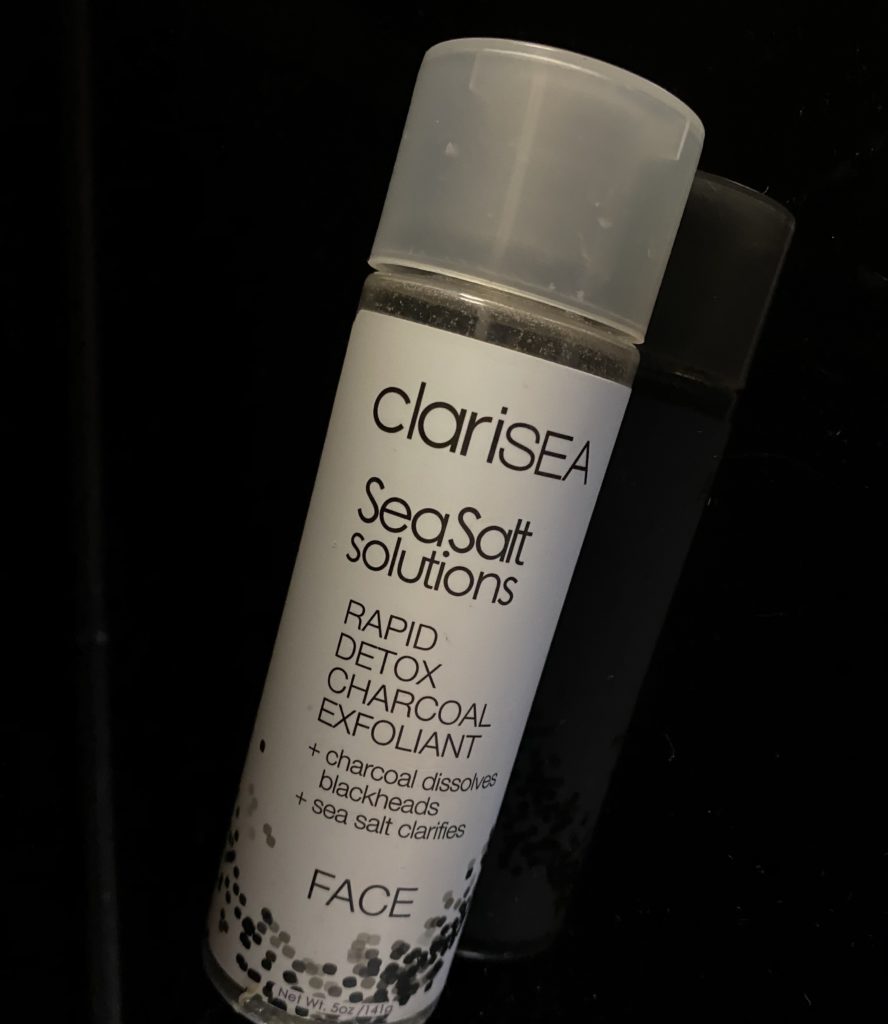 clariSEA
SeaSalt
solutions
RAPID
DETOX
CHARCOAL
EXFOLIANT
+ charcoal dissolves
blackheads
+ sea salt clarifies
FACE
Net Wt. 5oz /141g